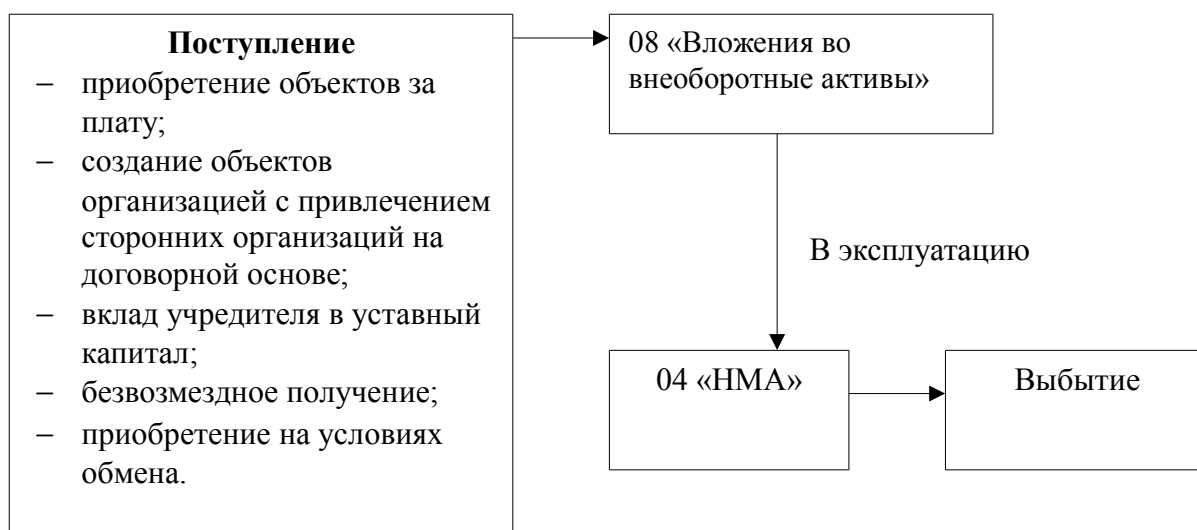 Поступление
– приобретение объектов за
плату;
– создание объектов
организацией с привлечением
сторонних организаций на
договорной основе;
– вклад учредителя в уставный
капитал;
– безвозмездное получение;
– приобретение на условиях
обмена.
08 «Вложения во
внеоборотные активы»
В эксплуатацию
04 «НМА»
Выбытие